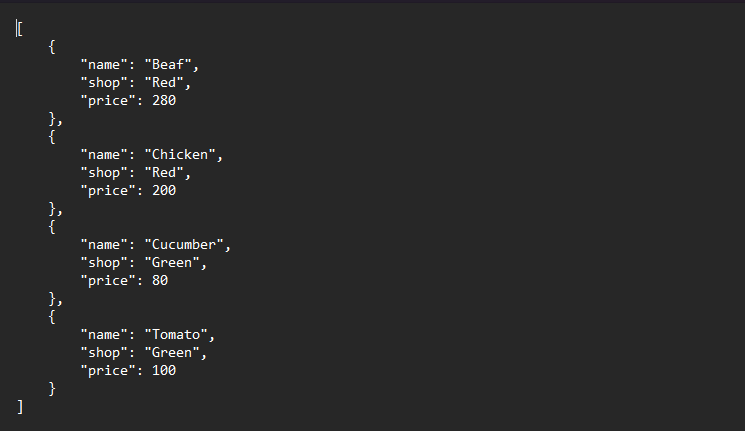 [
    {
        "name": "Beaf",
        "shop": "Red",
        "price": 280
    },
    {
        "name": "Chicken",
        "shop": "Red",
        "price": 200
    },
    {
        "name": "Cucumber",
        "shop": "Green",
        "price": 80
    },
    {
        "name": "Tomato",
        "shop": "Green",
        "price": 100
    }
]